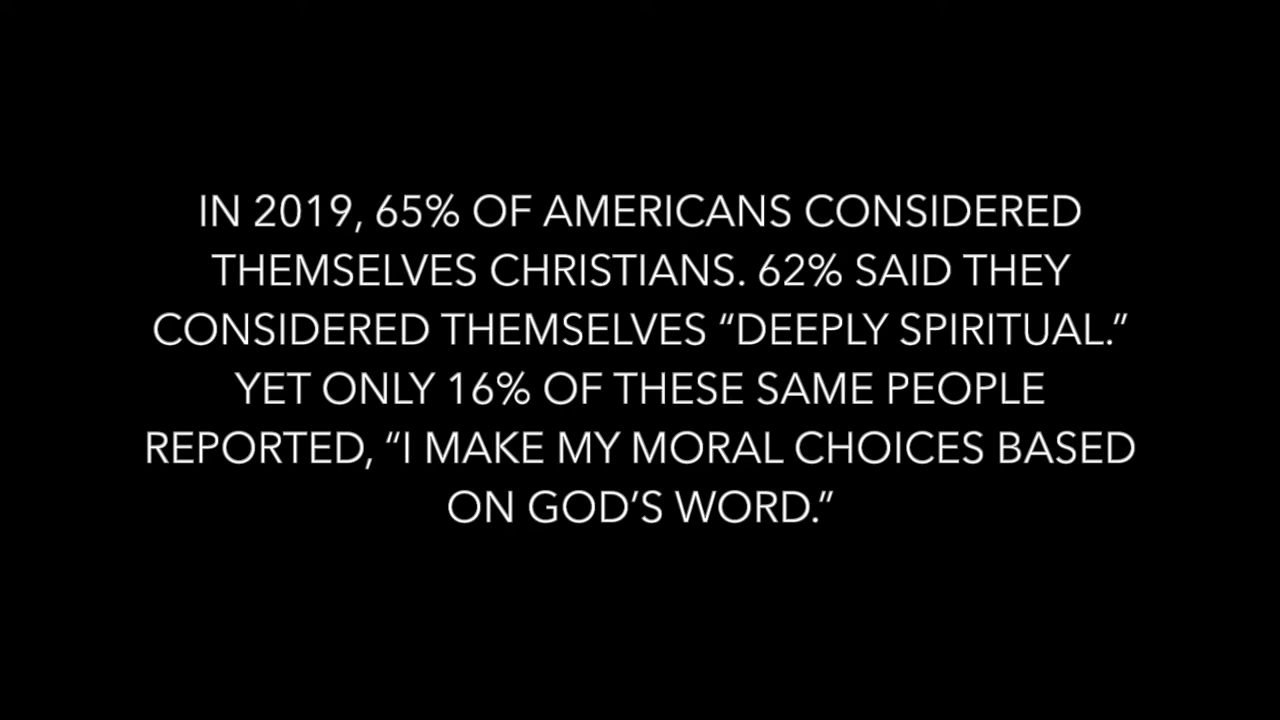 IN 2019, 65% OF AMERICANS CONSIDERED
THEMSELVES CHRISTIANS. 62% SAID THEY
CONSIDERED THEMSELVES “DEEPLY SPIRITUAL.”
YET ONLY 16% OF THESE SAME PEOPLE
REPORTED, “I MAKE MY MORAL CHOICES BASED
ON GOD’S WORD.”